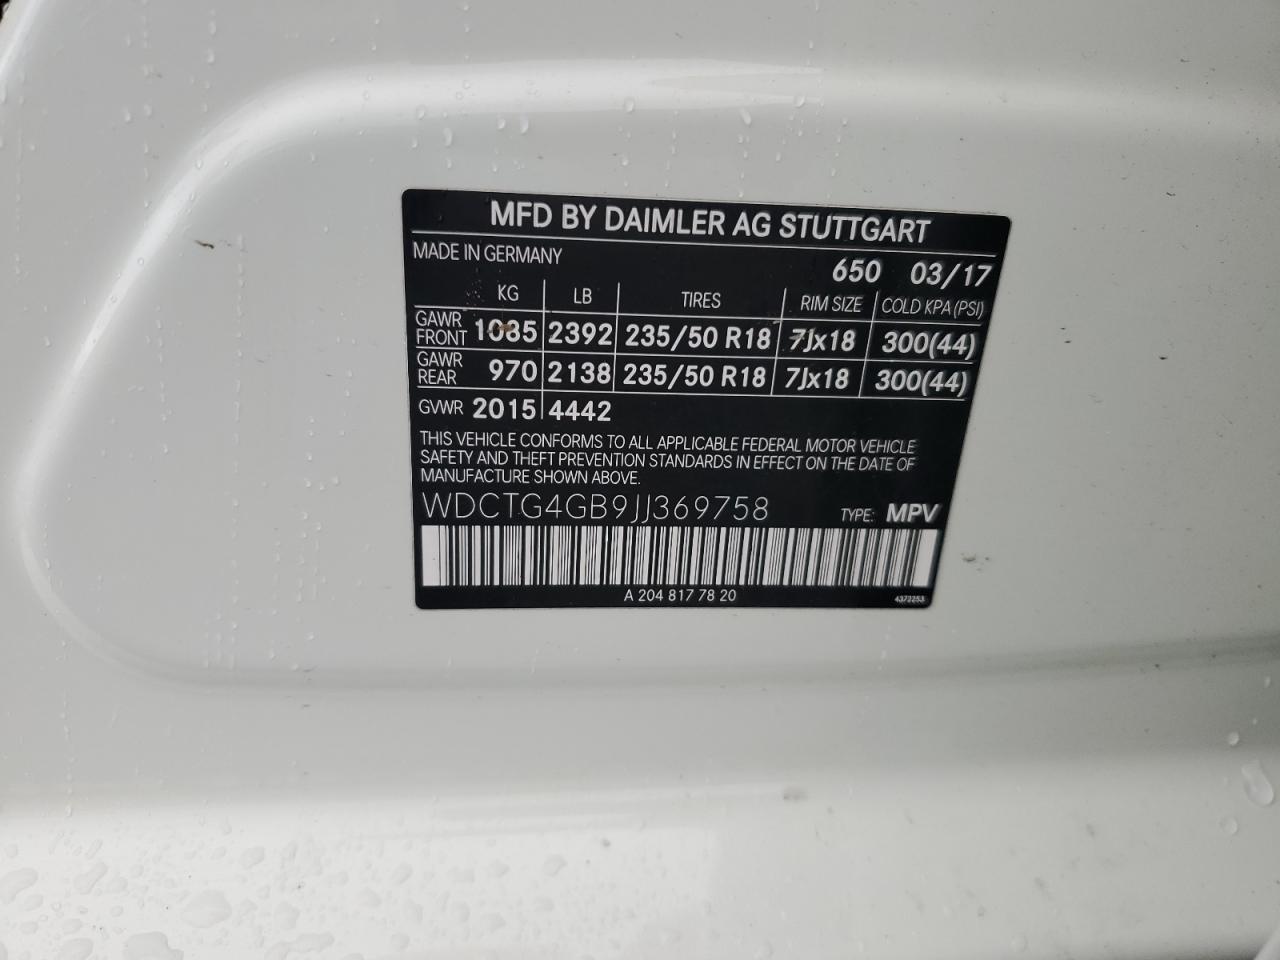 MFD BY DAIMLER AG STUTTGART
MADE IN GERMANY
650 03/17
KG LB TIRES RIM SIZE COLD KPA (PSI)
GAWR FRONT 1085 2392 235/50 R18 7Jx18 300(44)
GAWR REAR 970 2138 235/50 R18 7Jx18 300(44)
GVWR 2015 4442
THIS VEHICLE CONFORMS TO ALL APPLICABLE FEDERAL MOTOR VEHICLE
SAFETY AND THEFT PREVENTION STANDARDS IN EFFECT ON THE DATE OF
MANUFACTURE SHOWN ABOVE.
WDCTG4GB9JJ369758 TYPE: MPV
A 204 817 78 20 4372253